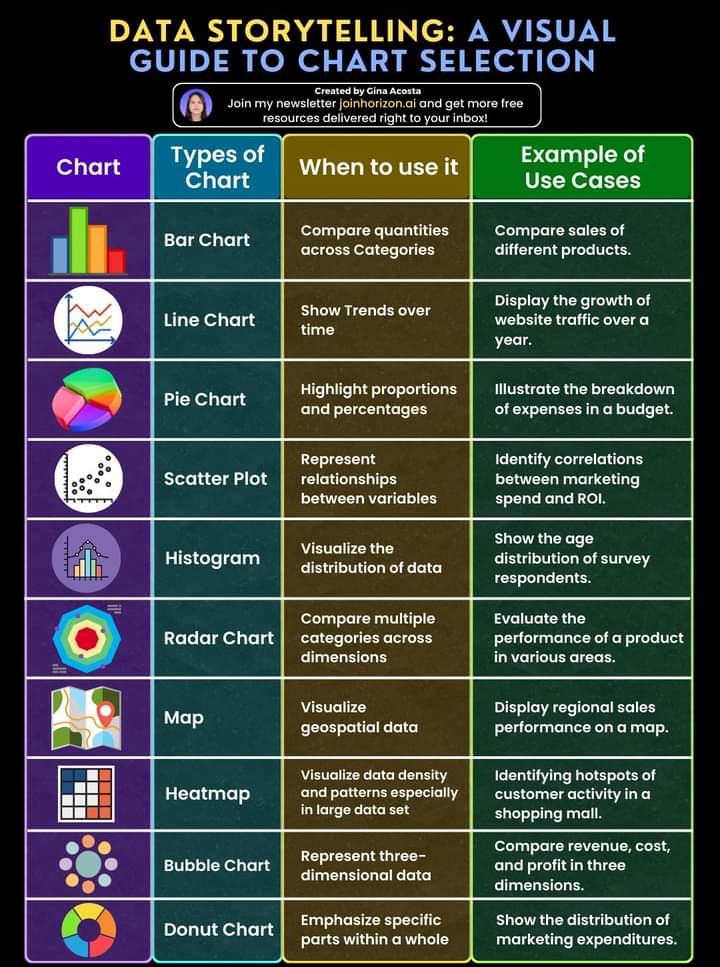 DATA STORYTELLING: A VISUAL
GUIDE TO CHART SELECTION
Created by Gina Acosta
Join my newsletter joinhorizon.ai and get more free
resources delivered right to your inbox!
Chart
Types of
Chart
When to use it
Example of
Use Cases
Bar Chart
Compare quantities
across Categories
Compare sales of
different products.
Line Chart
Show Trends over
time
Display the growth of
website traffic over a
year.
Pie Chart
Highlight proportions
and percentages
Illustrate the breakdown
of expenses in a budget.
Scatter Plot
Represent
relationships
between variables
Identify correlations
between marketing
spend and ROI.
Histogram
Visualize the
distribution of data
Show the age
distribution of survey
respondents.
Radar Chart
Compare multiple
categories across
dimensions
Evaluate the
performance of a product
in various areas.
Map
Visualize
geospatial data
Display regional sales
performance on a map.
Heatmap
Visualize data density
and patterns especially
in large data set
Identifying hotspots of
customer activity in a
shopping mall.
Bubble Chart
Represent three-
dimensional data
Compare revenue, cost,
and profit in three
dimensions.
Donut Chart
Emphasize specific
parts within a whole
Show the distribution of
marketing expenditures.